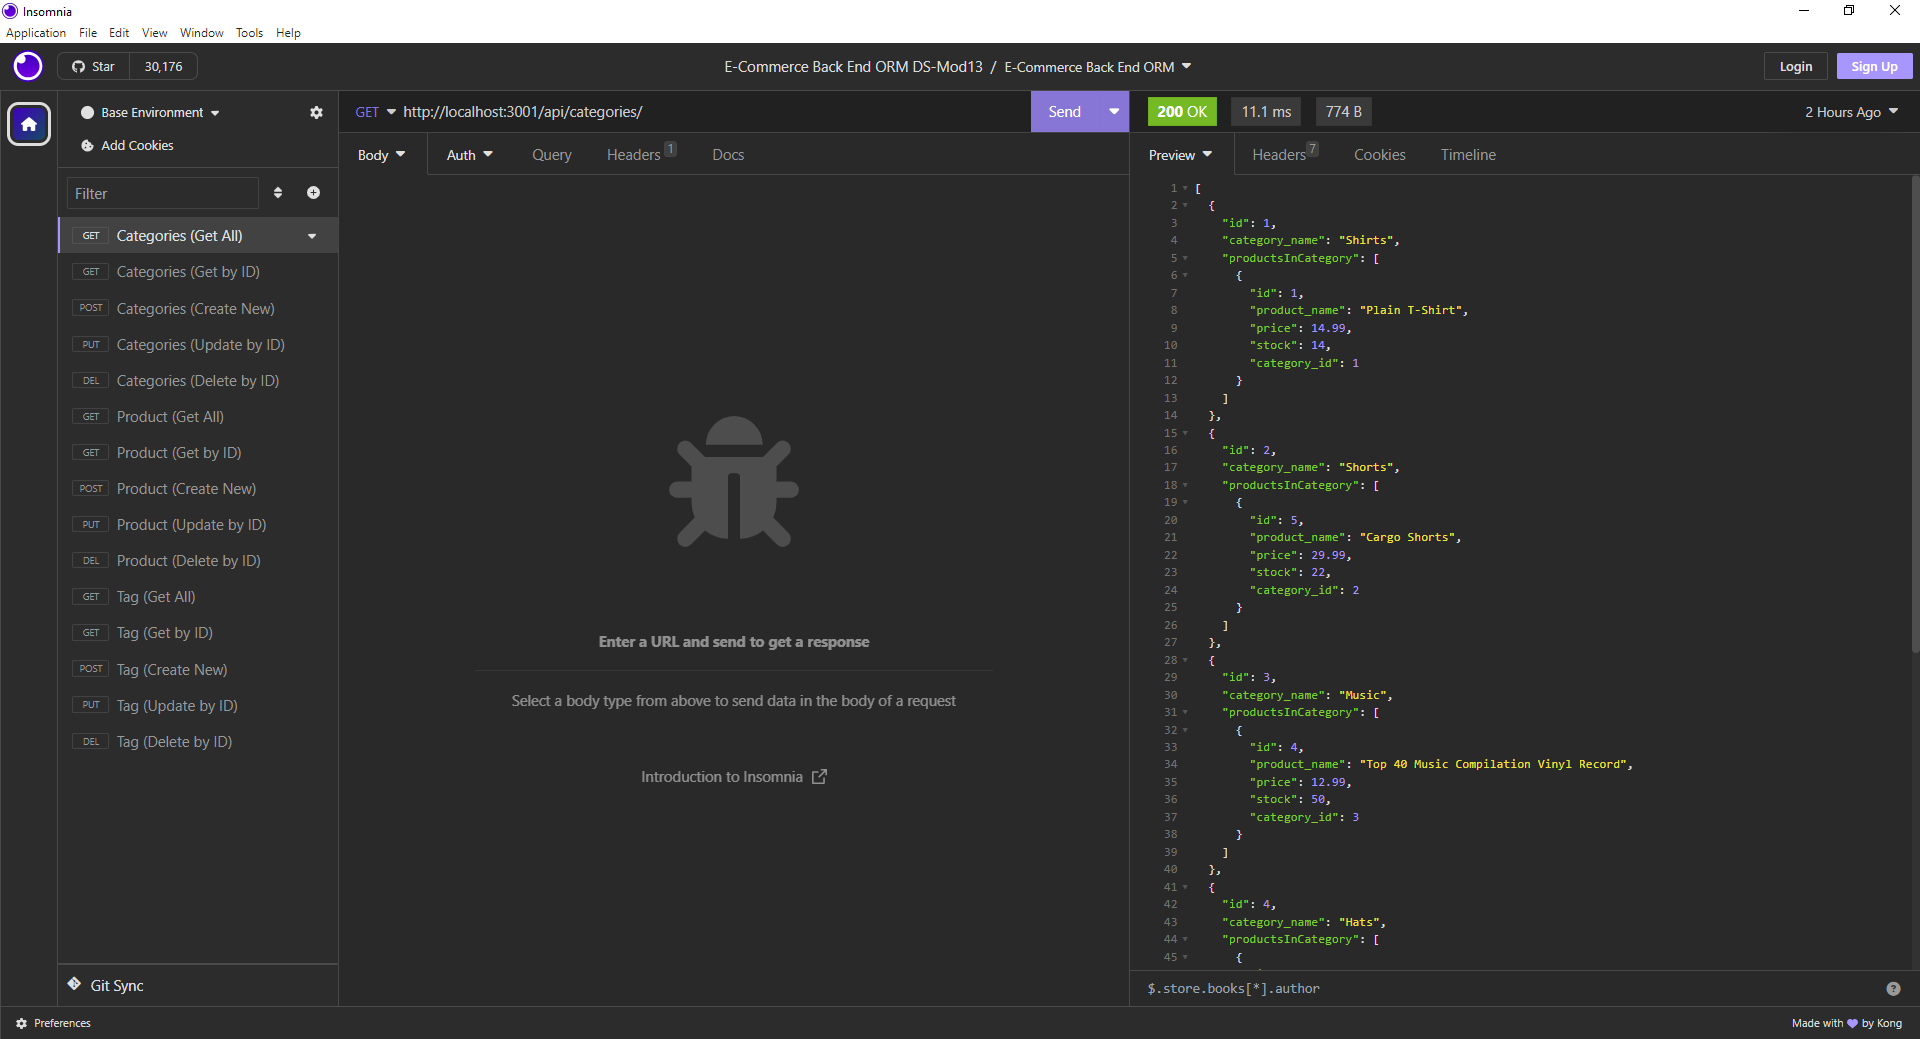 Insomnia
Application File Edit View Window Tools Help
Star 30,176
E-Commerce Back End ORM DS-Mod13 / E-Commerce Back End ORM
Login Sign Up
Base Environment
Add Cookies
Filter
GET Categories (Get All)
GET Categories (Get by ID)
POST Categories (Create New)
PUT Categories (Update by ID)
DEL Categories (Delete by ID)
GET Product (Get All)
GET Product (Get by ID)
POST Product (Create New)
PUT Product (Update by ID)
DEL Product (Delete by ID)
GET Tag (Get All)
GET Tag (Get by ID)
POST Tag (Create New)
PUT Tag (Update by ID)
DEL Tag (Delete by ID)
Git Sync
GET http://localhost:3001/api/categories/ Send
Body Auth Query Headers 1 Docs
Enter a URL and send to get a response
Select a body type from above to send data in the body of a request
Introduction to Insomnia
200 OK 11.1 ms 774 B 2 Hours Ago
Preview Headers 7 Cookies Timeline
1 [
2 {
3 "id": 1,
4 "category_name": "Shirts",
5 "productsInCategory": [
6 {
7 "id": 1,
8 "product_name": "Plain T-Shirt",
9 "price": 14.99,
10 "stock": 14,
11 "category_id": 1
12 }
13 ]
14 },
15 {
16 "id": 2,
17 "category_name": "Shorts",
18 "productsInCategory": [
19 {
20 "id": 5,
21 "product_name": "Cargo Shorts",
22 "price": 29.99,
23 "stock": 22,
24 "category_id": 2
25 }
26 ]
27 },
28 {
29 "id": 3,
30 "category_name": "Music",
31 "productsInCategory": [
32 {
33 "id": 4,
34 "product_name": "Top 40 Music Compilation Vinyl Record",
35 "price": 12.99,
36 "stock": 50,
37 "category_id": 3
38 }
39 ]
40 },
41 {
42 "id": 4,
43 "category_name": "Hats",
44 "productsInCategory": [
45 {
$.store.books[*].author
Preferences
Made with by Kong